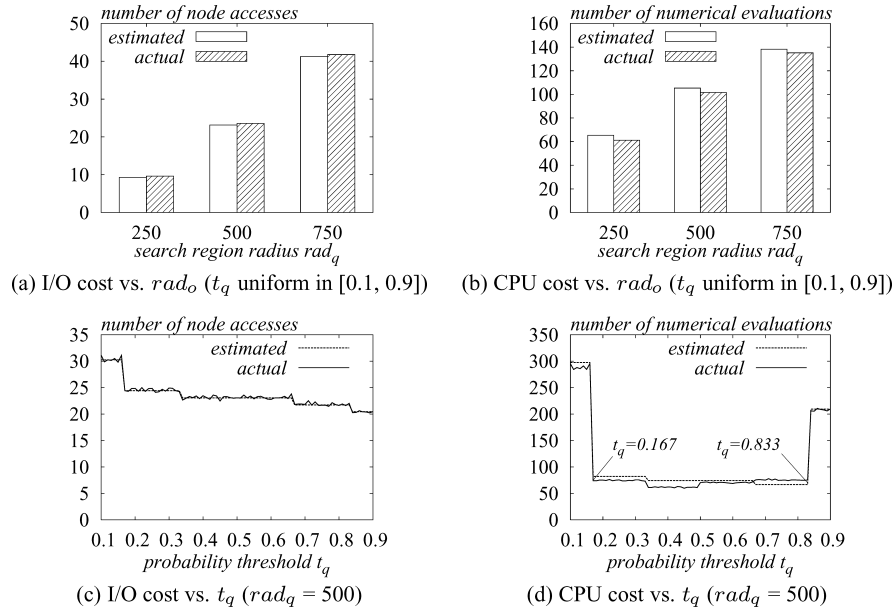 number of node accesses
50
40
30
20
10
0
estimated
actual
250 500 750
search region radius rad_q
(a) I/O cost vs. rad_o (t_q uniform in [0.1, 0.9])
number of numerical evaluations
160
140
120
100
80
60
40
20
0
estimated
actual
250 500 750
search region radius rad_q
(b) CPU cost vs. rad_o (t_q uniform in [0.1, 0.9])
number of node accesses
35
30
25
20
15
10
5
0
estimated
actual
0.1 0.2 0.3 0.4 0.5 0.6 0.7 0.8 0.9
probability threshold t_q
(c) I/O cost vs. t_q (rad_q = 500)
number of numerical evaluations
350
300
250
200
150
100
50
0
estimated
actual
t_q=0.167 t_q=0.833
0.1 0.2 0.3 0.4 0.5 0.6 0.7 0.8 0.9
probability threshold t_q
(d) CPU cost vs. t_q (rad_q = 500)